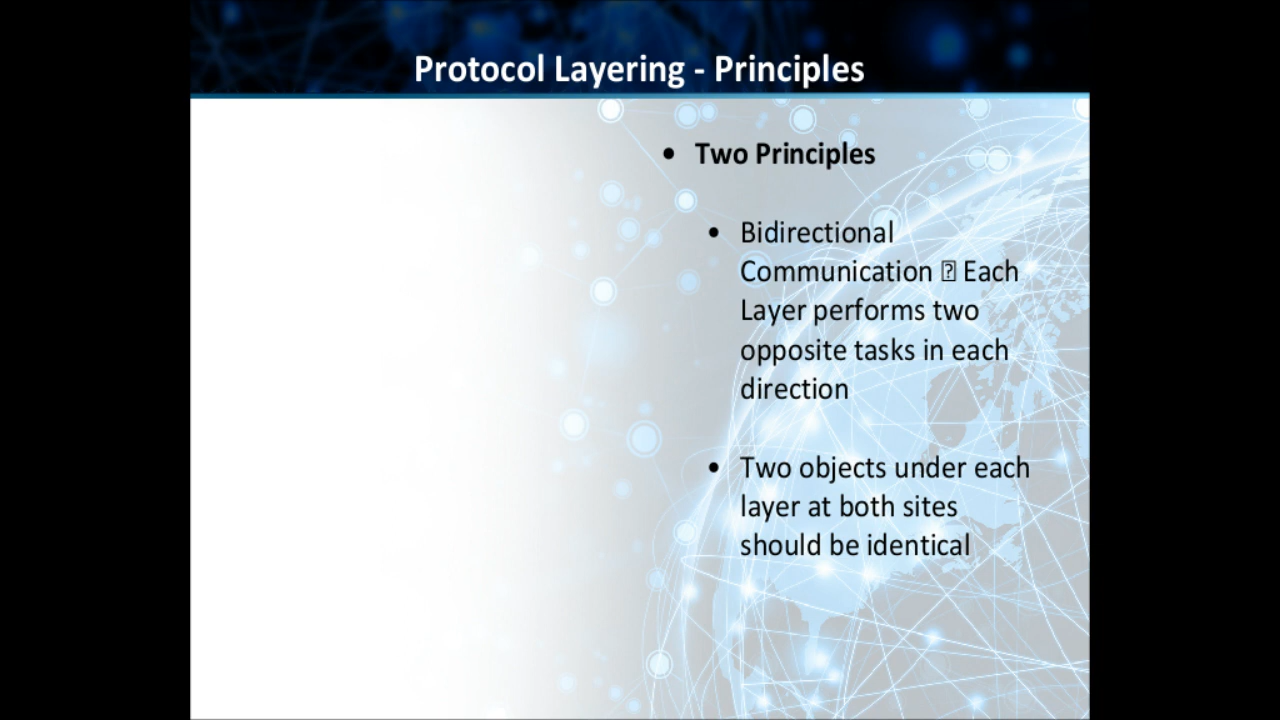 Protocol Layering - Principles
• Two Principles
• Bidirectional
Communication ⍰ Each
Layer performs two
opposite tasks in each
direction
• Two objects under each
layer at both sites
should be identical